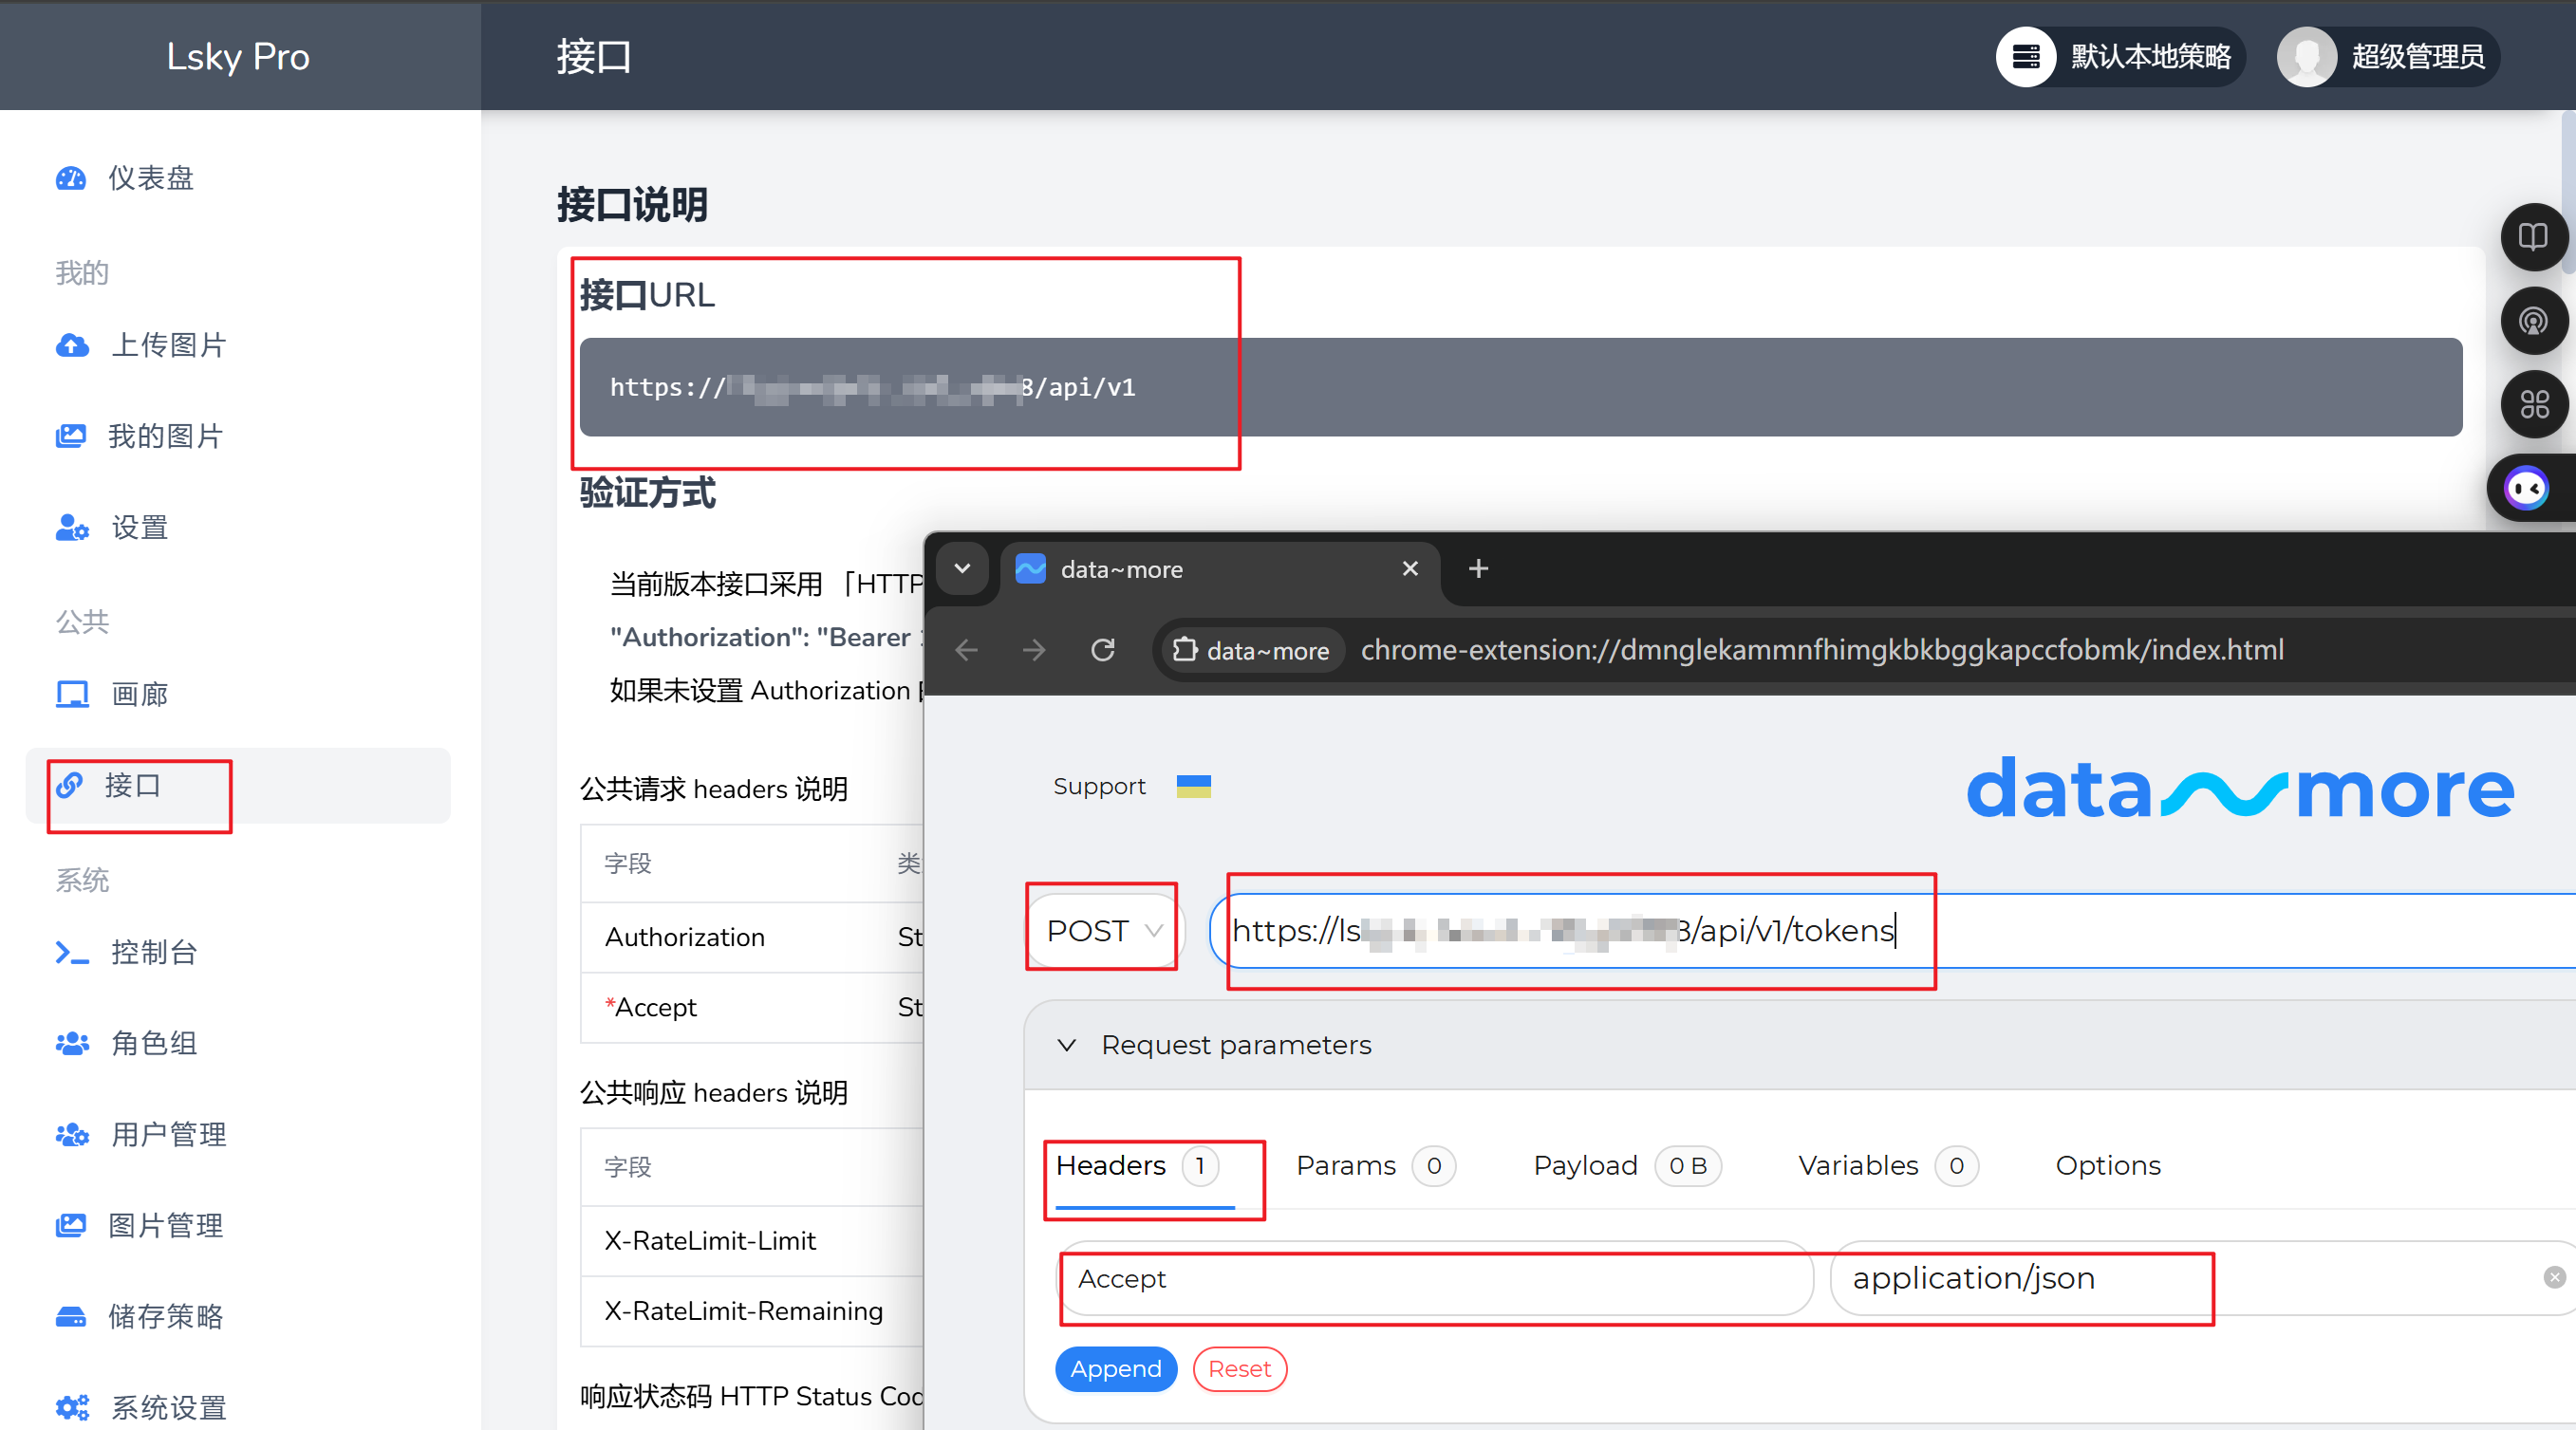 Lsky Pro
接口
默认本地策略
超级管理员
仪表盘
我的
上传图片
我的图片
设置
公共
画廊
接口
系统
控制台
角色组
用户管理
图片管理
储存策略
系统设置
接口说明
接口URL
https://8/api/v1
验证方式
当前版本接口采用 「HTTP
"Authorization": "Bearer
如果未设置 Authorization
公共请求 headers 说明
字段
Authorization St
*Accept St
公共响应 headers 说明
字段
X-RateLimit-Limit
X-RateLimit-Remaining
响应状态码 HTTP Status Cod
data~more
data~more chrome-extension://dmnglekammnfhimgkbkbggkapccfobmk/index.html
Support
data~more
POST https://ls8/api/v1/tokens
Request parameters
Headers 1 Params 0 Payload 0 B Variables 0 Options
Accept application/json
Append Reset